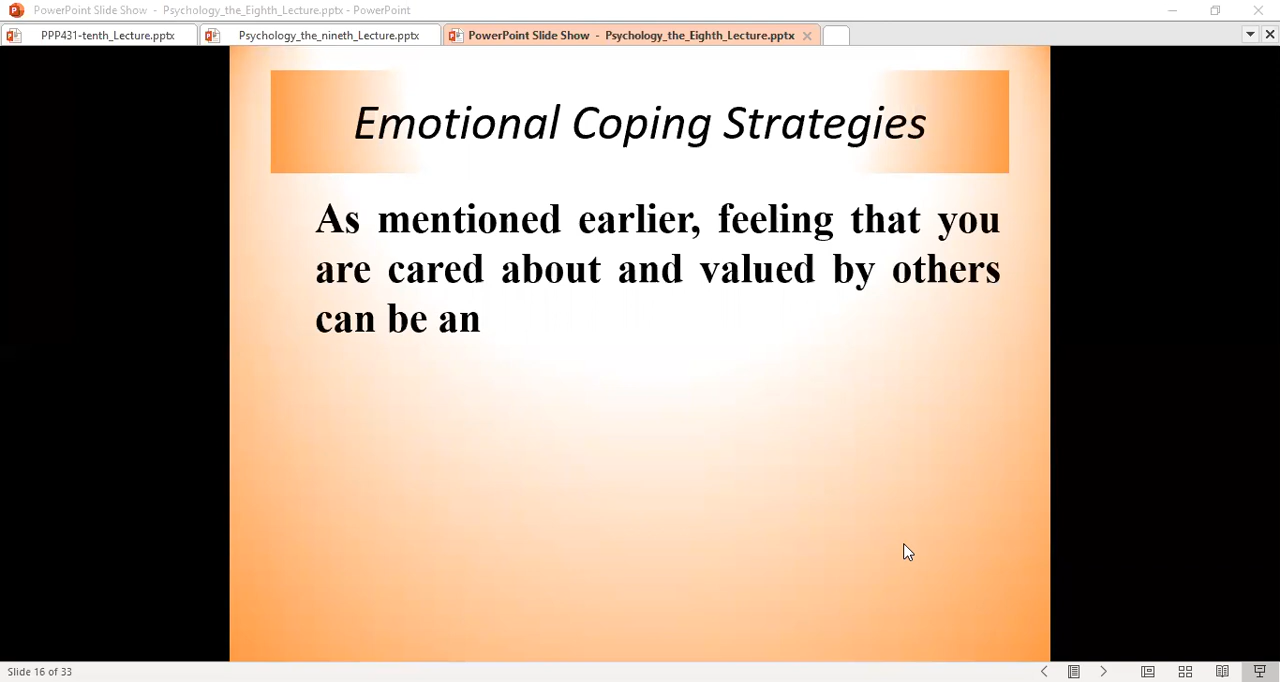 PowerPoint Slide Show - Psychology_the_Eighth_Lecture.pptx - PowerPoint
PPP431-tenth_Lecture.pptx
Psychology_the_nineth_Lecture.pptx
PowerPoint Slide Show - Psychology_the_Eighth_Lecture.pptx
Emotional Coping Strategies
As mentioned earlier, feeling that you
are cared about and valued by others
can be an
Slide 16 of 33